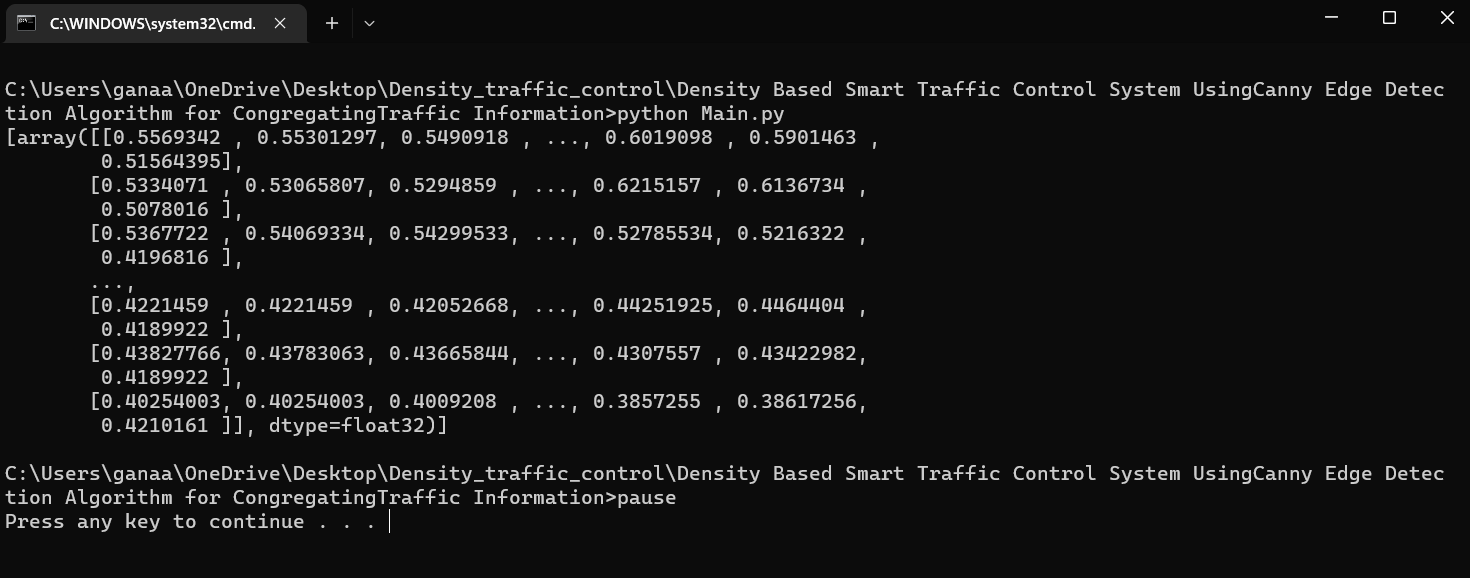 C:\WINDOWS\system32\cmd.
C:\Users\ganaa\OneDrive\Desktop\Density_traffic_control\Density Based Smart Traffic Control System UsingCanny Edge Detec
tion Algorithm for CongregatingTraffic Information>python Main.py
[array([[0.5569342 , 0.55301297, 0.5490918 , ..., 0.6019098 , 0.5901463 ,
        0.51564395],
       [0.5334071 , 0.53065807, 0.5294859 , ..., 0.6215157 , 0.6136734 ,
        0.5078016 ],
       [0.5367722 , 0.54069334, 0.54299533, ..., 0.52785534, 0.5216322 ,
        0.4196816 ],
       ...,
       [0.4221459 , 0.4221459 , 0.42052668, ..., 0.44251925, 0.4464404 ,
        0.4189922 ],
       [0.43827766, 0.43783063, 0.43665844, ..., 0.4307557 , 0.43422982,
        0.4189922 ],
       [0.40254003, 0.40254003, 0.4009208 , ..., 0.3857255 , 0.38617256,
        0.4210161 ]], dtype=float32)]
C:\Users\ganaa\OneDrive\Desktop\Density_traffic_control\Density Based Smart Traffic Control System UsingCanny Edge Detec
tion Algorithm for CongregatingTraffic Information>pause
Press any key to continue . . .